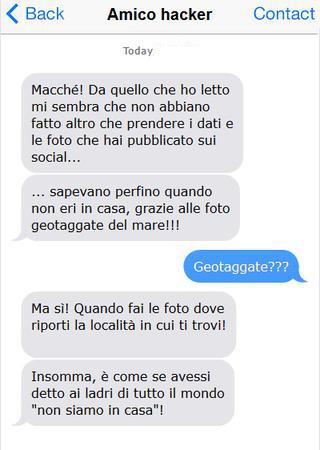 Back Amico hacker Contact
Today
Macché! Da quello che ho letto
mi sembra che non abbiano
fatto altro che prendere i dati e
le foto che hai pubblicato sui
social...
... sapevano perfino quando
non eri in casa, grazie alle foto
geotaggate del mare!!!
Geotaggate???
Ma sì! Quando fai le foto dove
riporti la località in cui ti trovi!
Insomma, è come se avessi
detto ai ladri di tutto il mondo
"non siamo in casa"!